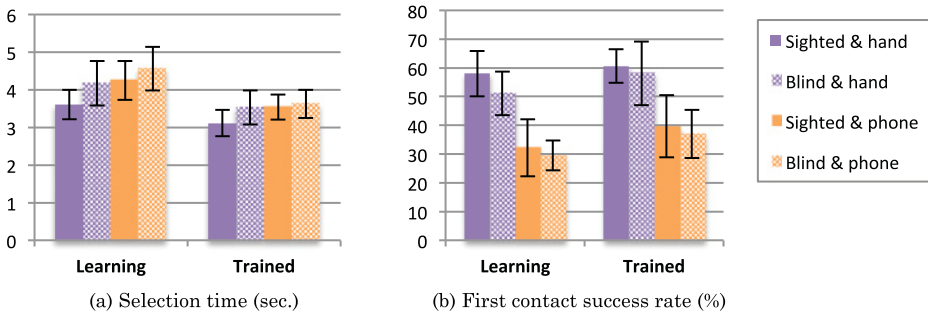 6
5
4
3
2
1
0
Learning
Trained
(a) Selection time (sec.)
80
70
60
50
40
30
20
10
0
Learning
Trained
(b) First contact success rate (%)
Sighted & hand
Blind & hand
Sighted & phone
Blind & phone